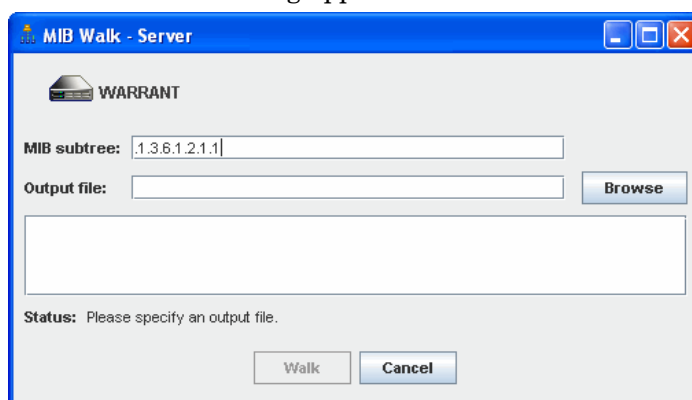 MIB Walk - Server
WARRANT
MIB subtree: .1.3.6.1.2.1.1
Output file:
Browse
Status: Please specify an output file.
Walk Cancel